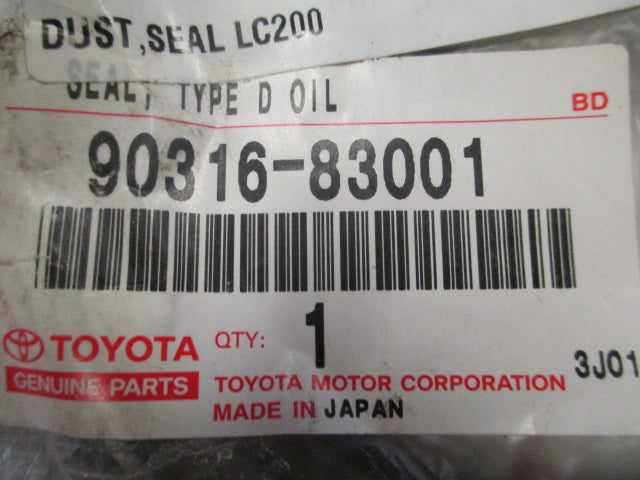 DUST,SEAL LC200
SEAL, TYPE D OIL
BD
90316-83001
QTY: 1
TOYOTA
GENUINE PARTS
TOYOTA MOTOR CORPORATION
3J01
MADE IN JAPAN